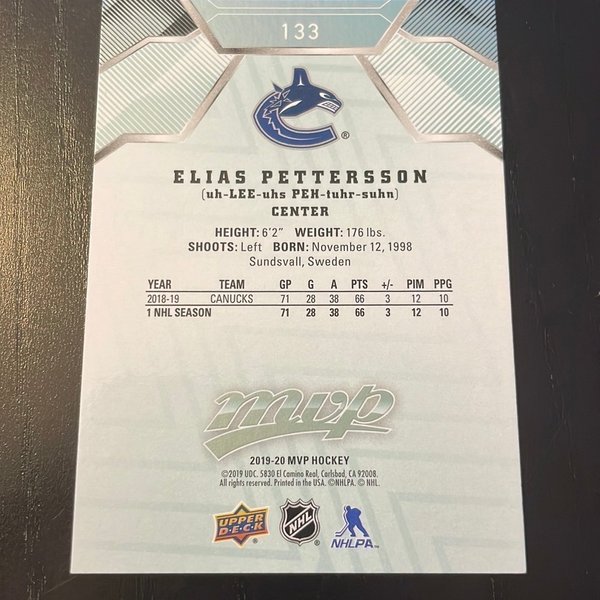 133
®
ELIAS PETTERSSON
(uh-LEE-uhs PEH-tuhr-suhn)
CENTER
HEIGHT: 6'2" WEIGHT: 176 lbs.
SHOOTS: Left BORN: November 12, 1998
Sundsvall, Sweden
YEAR TEAM GP G A PTS +/- PIM PPG
2018-19 CANUCKS 71 28 38 66 3 12 10
1 NHL SEASON 71 28 38 66 3 12 10
mvp
2019-20 MVP HOCKEY
©2019 UDC. 5830 El Camino Real, Carlsbad, CA 92008.
All rights reserved. Printed in the USA. ©NHLPA. © NHL.
UPPER DECK ® NHL ® NHLPA